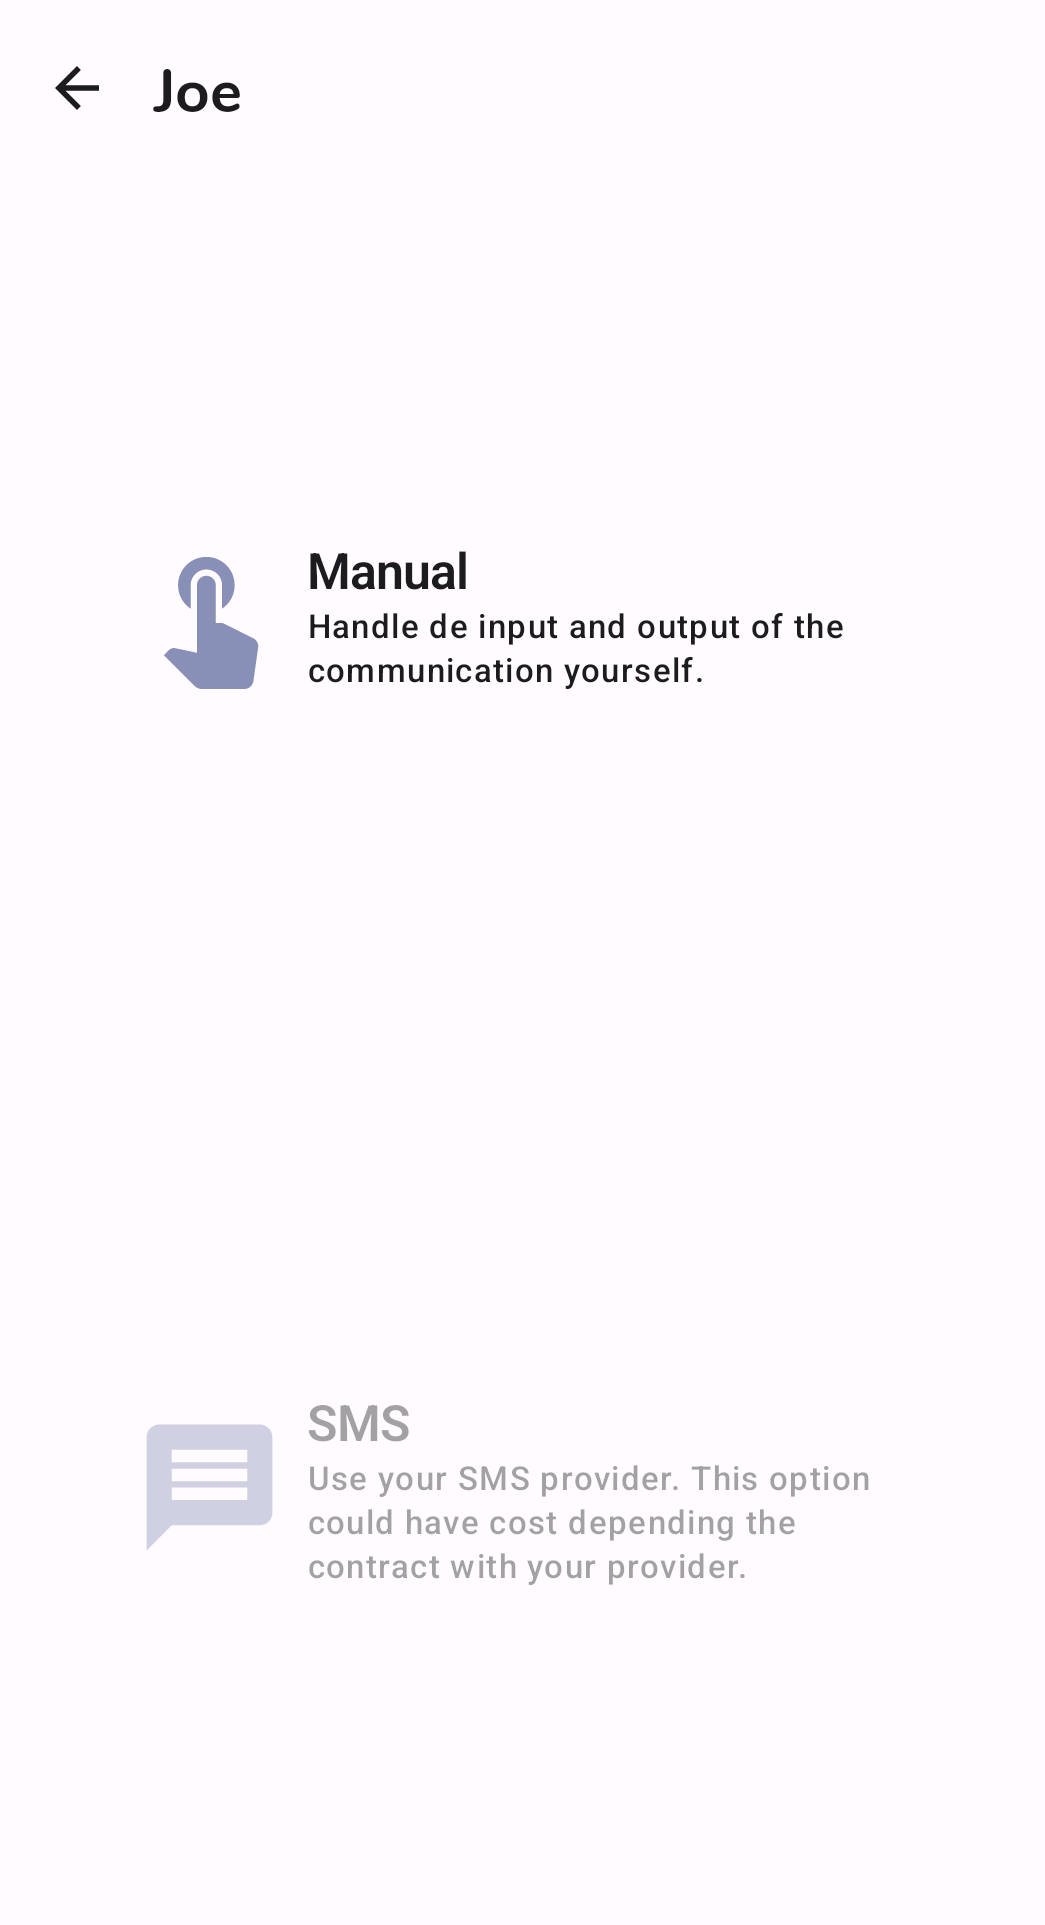 Joe
Manual
Handle de input and output of the
communication yourself.
SMS
Use your SMS provider. This option
could have cost depending the
contract with your provider.